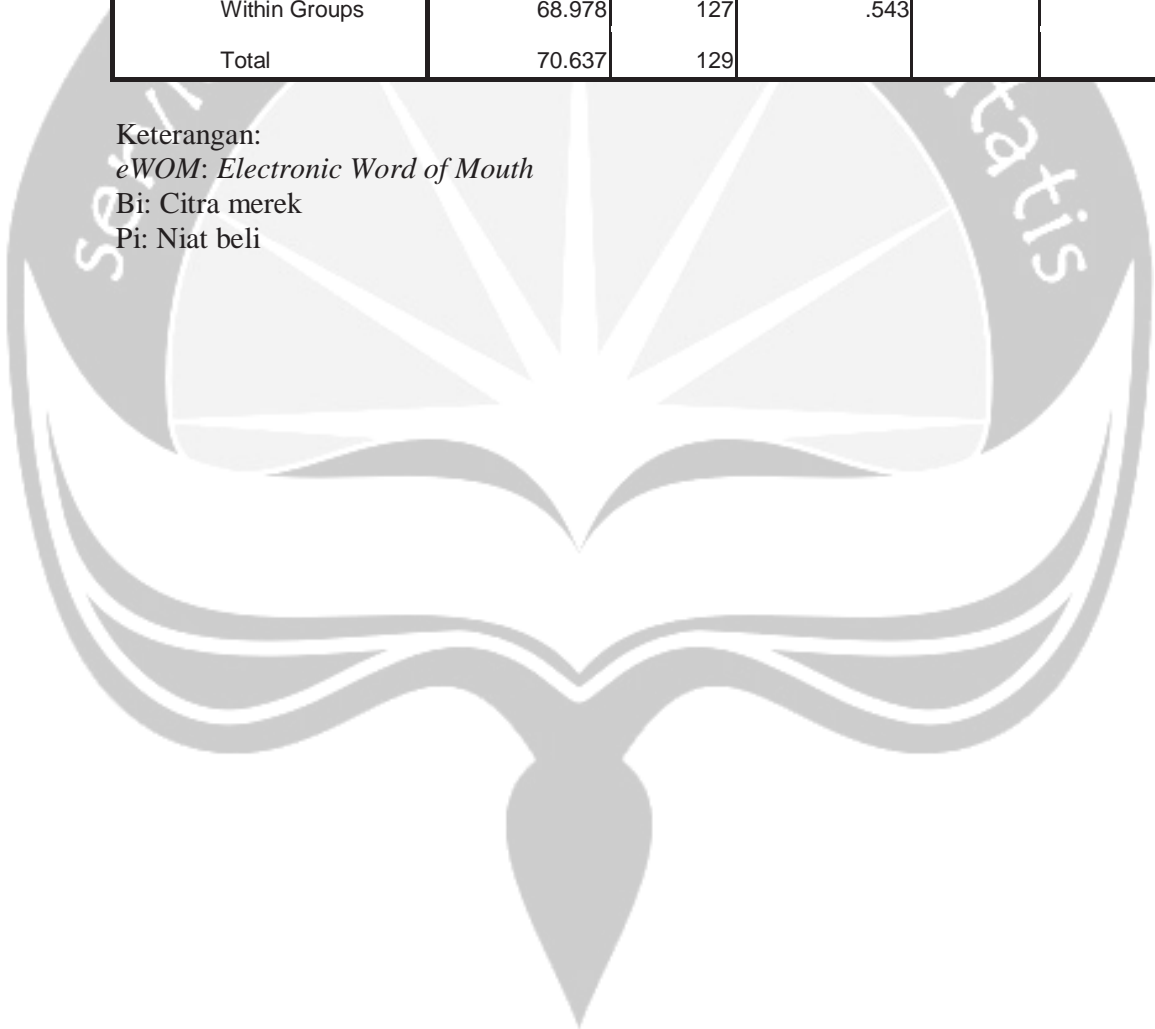 Within Groups 68.978 127 .543
Total 70.637 129
Keterangan:
eWOM: Electronic Word of Mouth
Bi: Citra merek
Pi: Niat beli